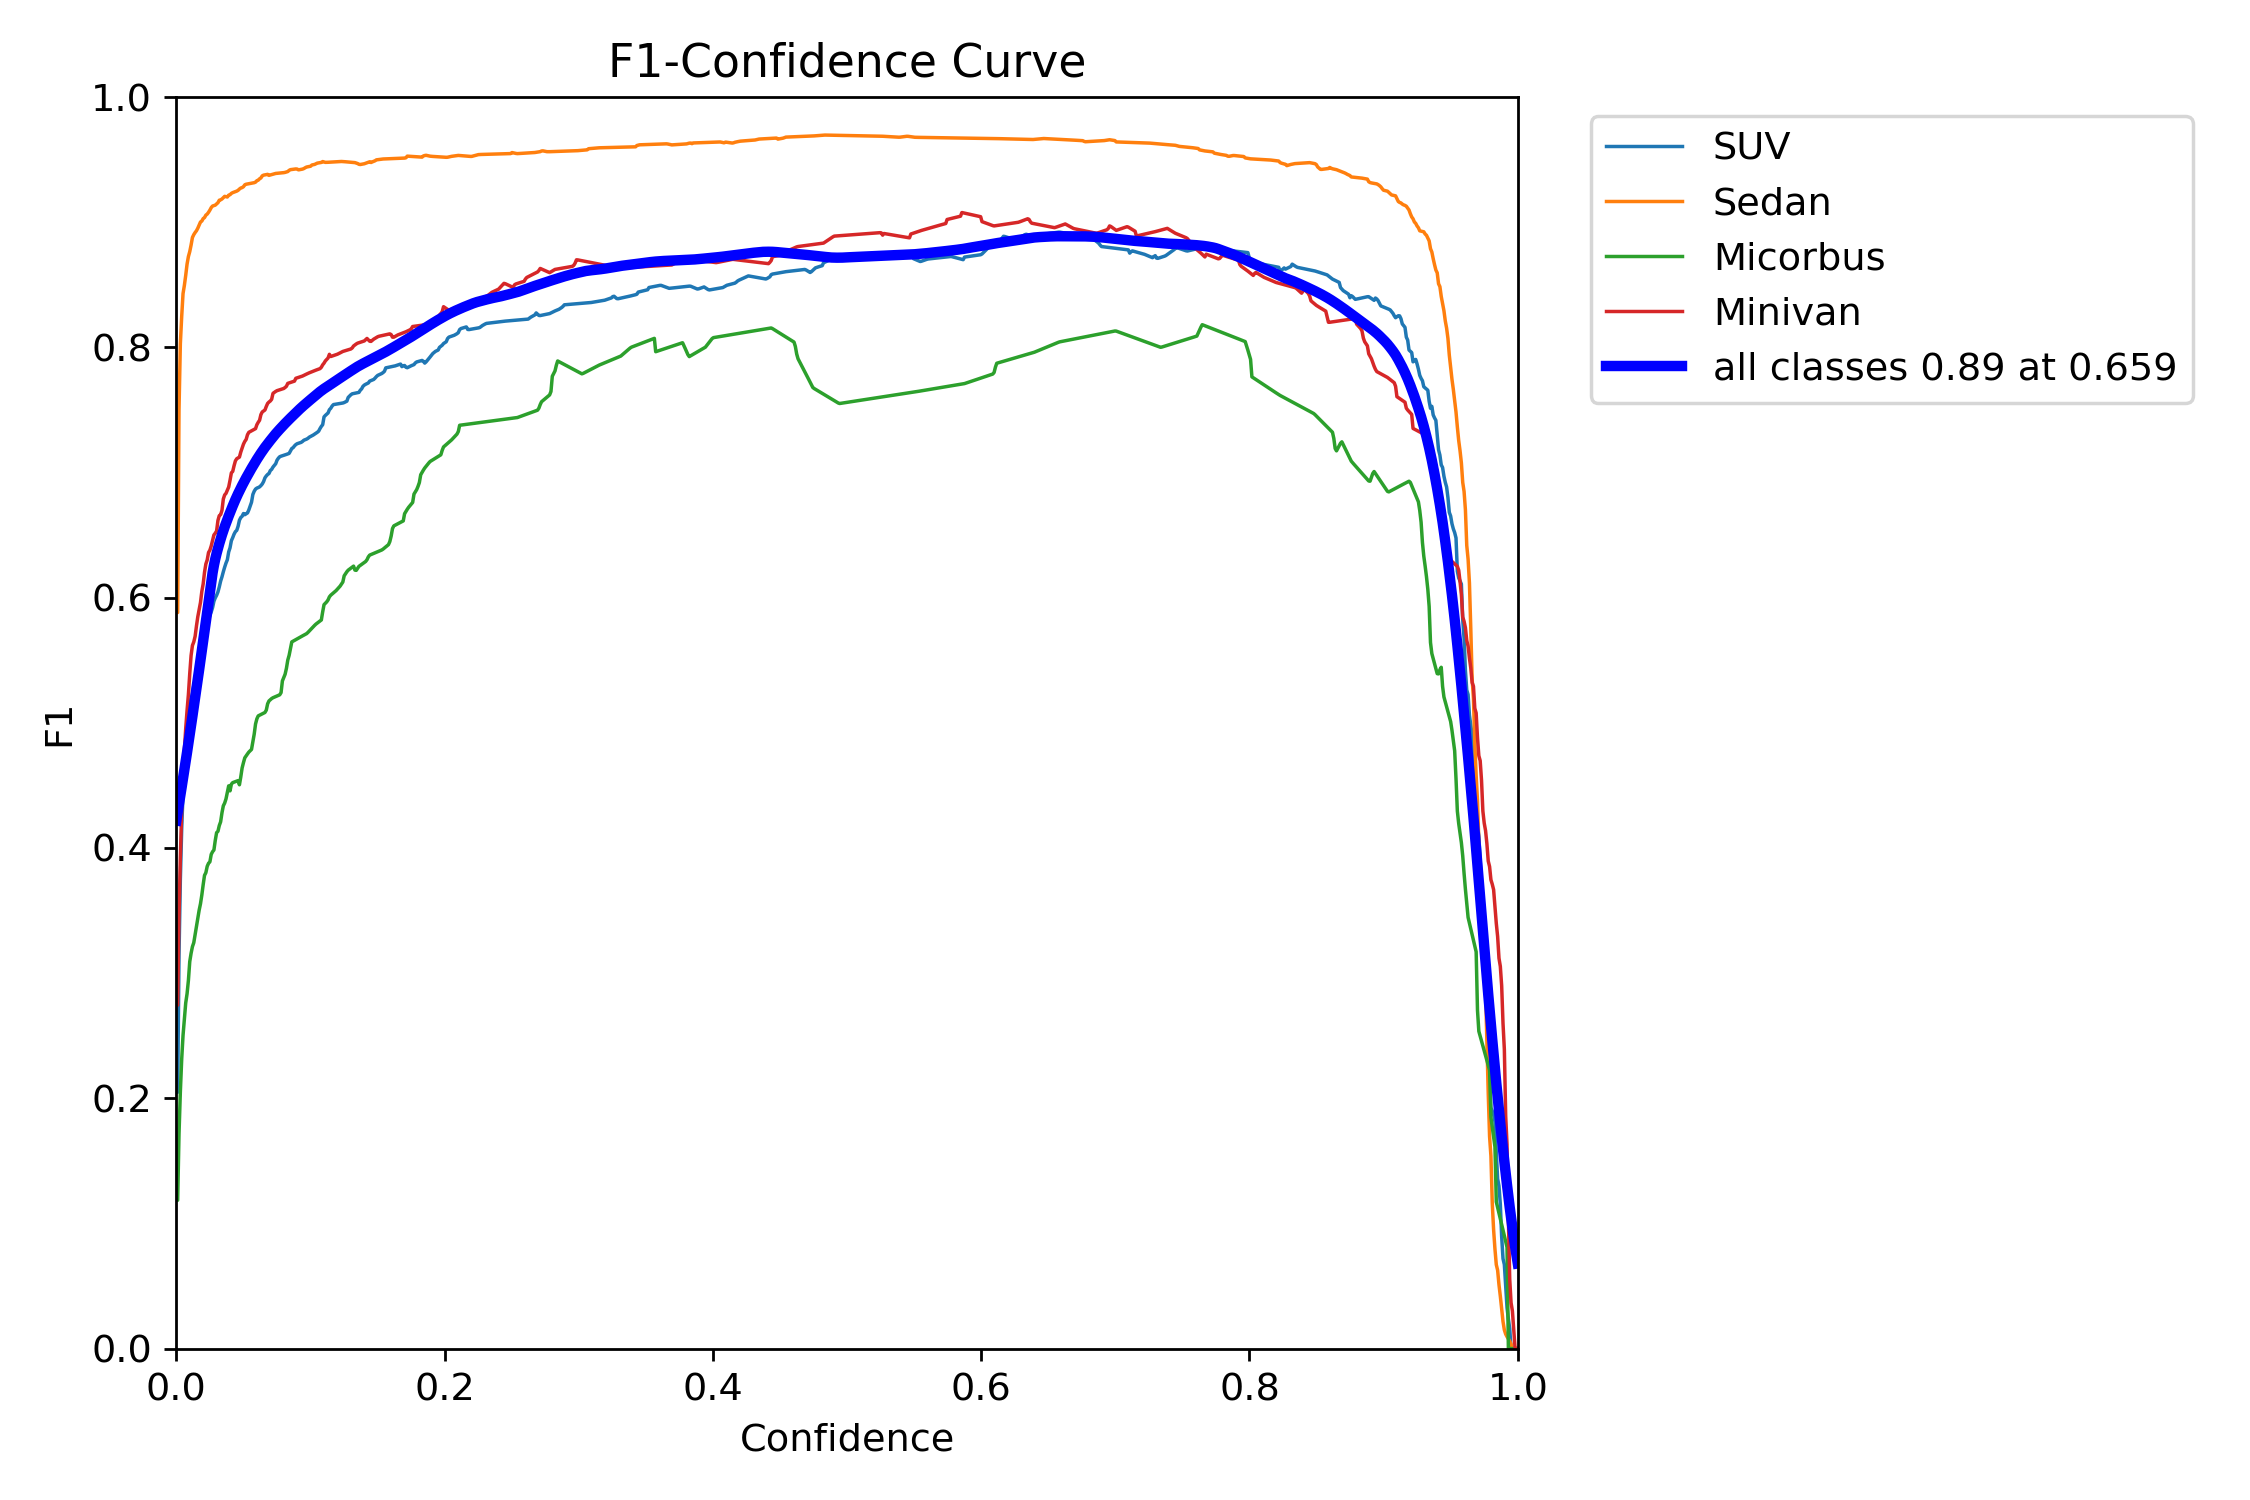 F1-Confidence Curve
1.0
0.8
0.6
0.4
0.2
0.0
F1
0.0 0.2 0.4 0.6 0.8 1.0
Confidence
SUV
Sedan
Micorbus
Minivan
all classes 0.89 at 0.659